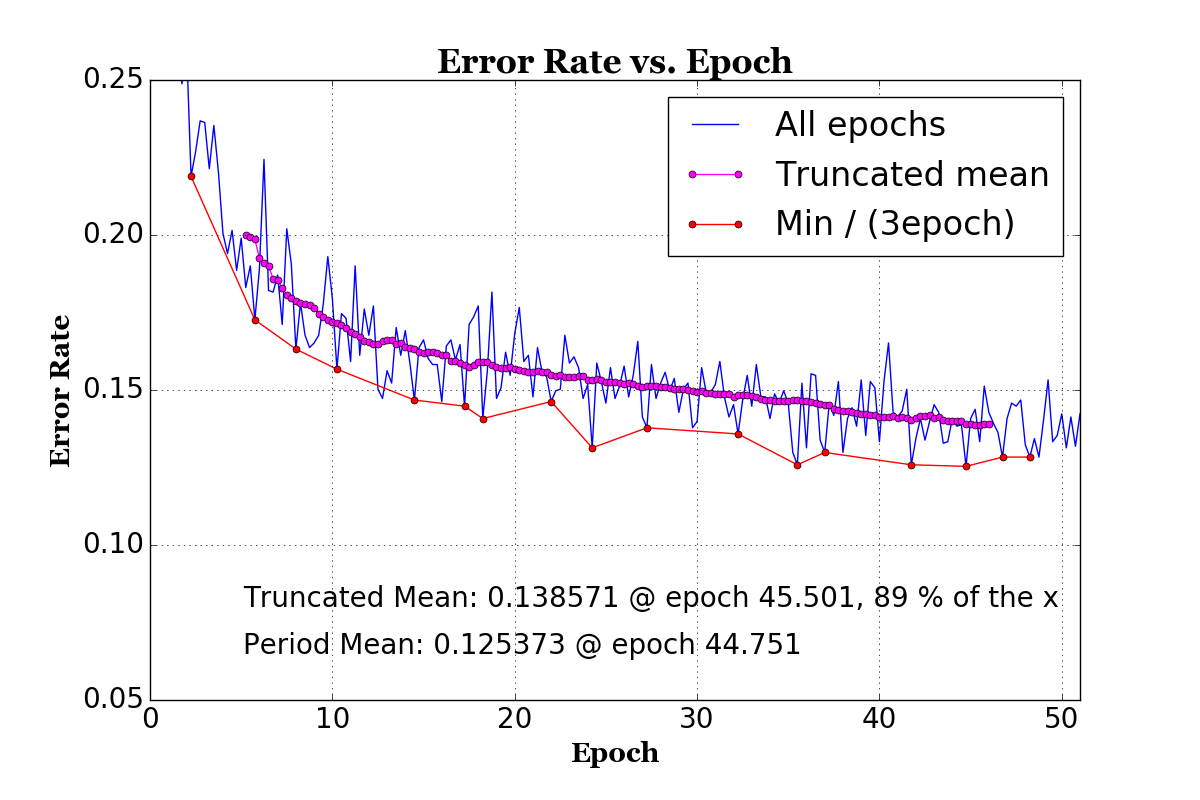 Error Rate vs. Epoch
0.25
0.20
0.15
0.10
0.05
Error Rate
All epochs
Truncated mean
Min / (3epoch)
Truncated Mean: 0.138571 @ epoch 45.501, 89 % of the x
Period Mean: 0.125373 @ epoch 44.751
0 10 20 30 40 50
Epoch